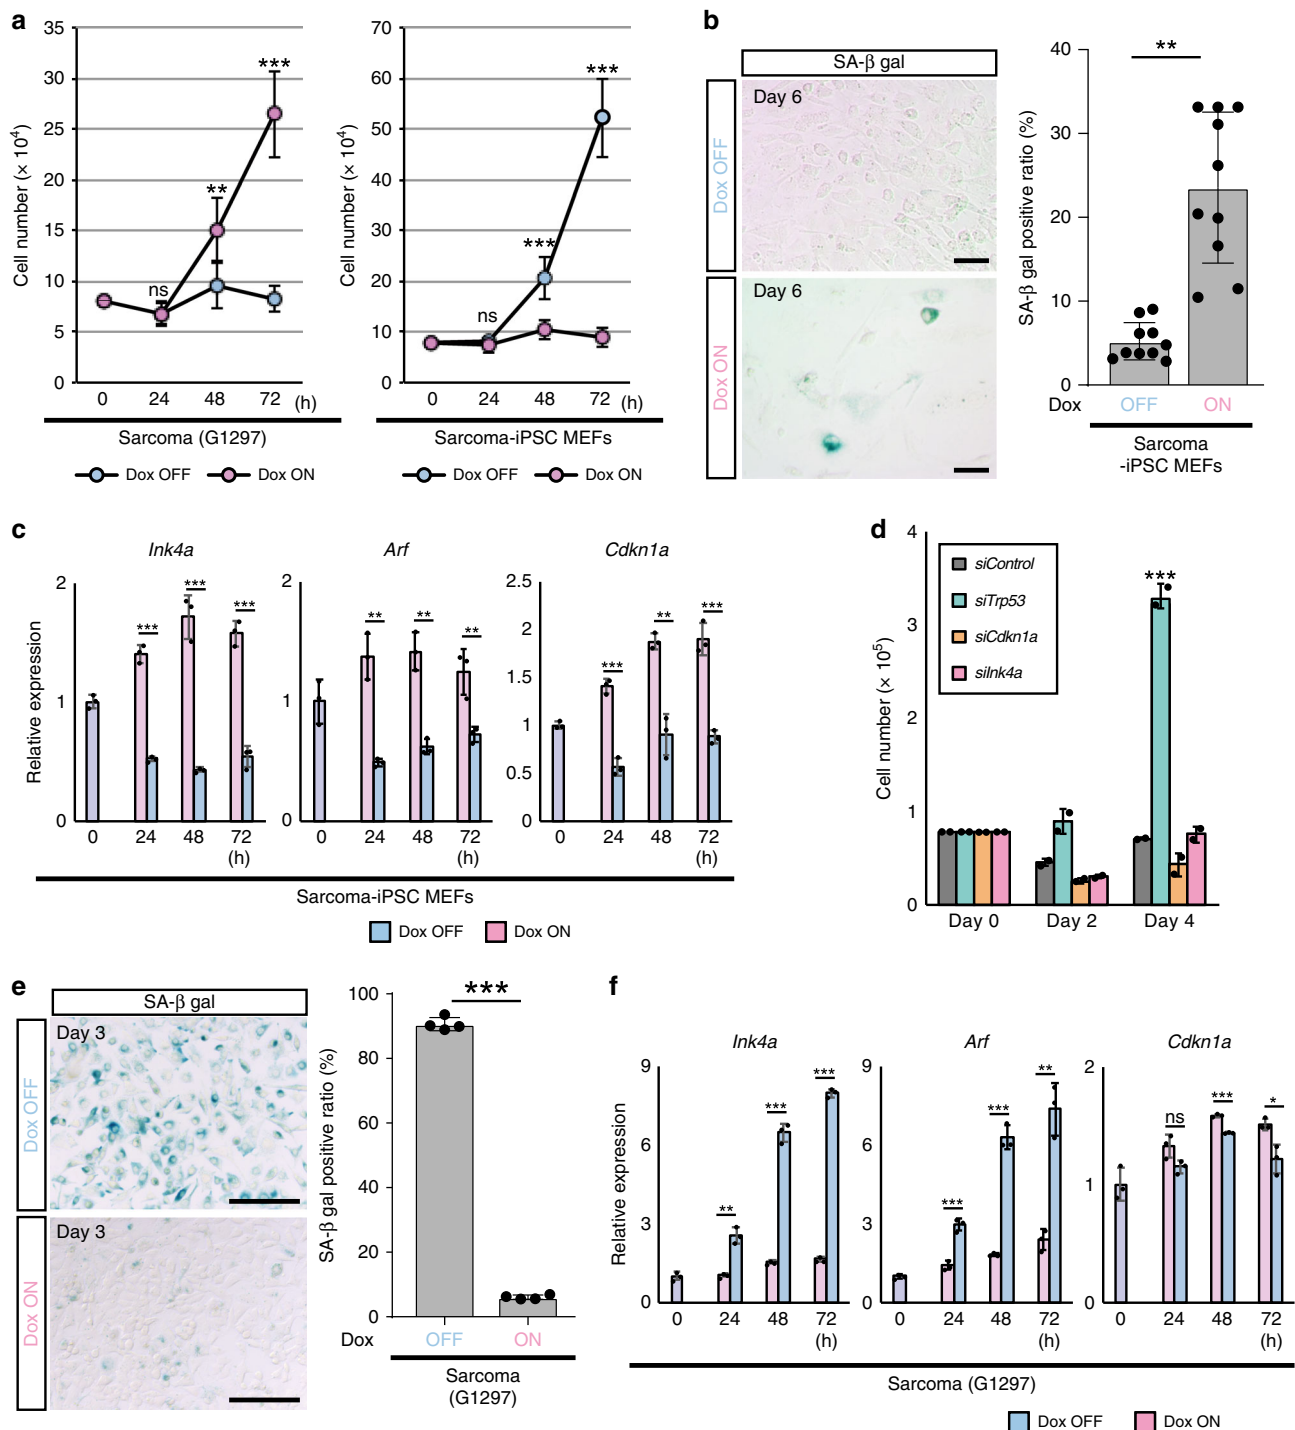 a
35
30
25
20
15
10
5
0
Cell number (× 10⁴)
***
**
ns
0 24 48 72 (h)
Sarcoma (G1297)
Dox OFF Dox ON
70
60
50
40
30
20
10
0
Cell number (× 10⁴)
***
***
ns
0 24 48 72 (h)
Sarcoma-iPSC MEFs
Dox OFF Dox ON
b
SA-β gal
Dox OFF
Day 6
Dox ON
Day 6
SA-β gal positive ratio (%)
40
30
20
10
0
**
Dox OFF ON
Sarcoma
-iPSC MEFs
c
Relative expression
Ink4a
2
1
0
*** *** ***
0 24 48 72
(h)
Arf
2
1
0
** ** **
0 24 48 72
(h)
Cdkn1a
2.5
2
1.5
1
0.5
0
*** ** ***
0 24 48 72
(h)
Sarcoma-iPSC MEFs
Dox OFF Dox ON
d
Cell number (× 10⁵)
4
3
2
1
0
siControl
siTrp53
siCdkn1a
siInk4a
***
Day 0 Day 2 Day 4
e
SA-β gal
Dox OFF
Day 3
Dox ON
Day 3
SA-β gal positive ratio (%)
100
80
60
40
20
0
***
Dox OFF ON
Sarcoma
(G1297)
f
Relative expression
Ink4a
9
6
3
0
** *** ***
0 24 48 72
(h)
Arf
9
6
3
0
*** *** **
0 24 48 72
(h)
Cdkn1a
2
1
0
ns *** *
0 24 48 72
(h)
Sarcoma (G1297)
Dox OFF Dox ON